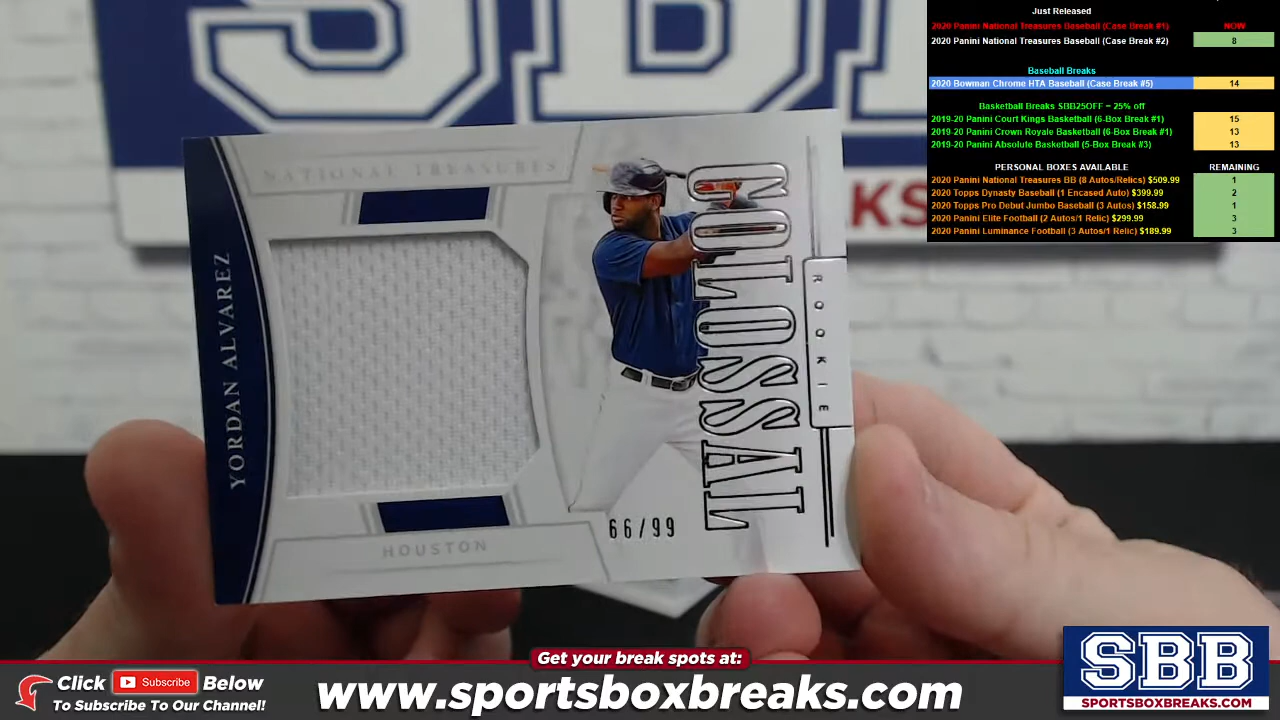 Just Released
2020 Panini National Treasures Baseball (Case Break #1) NOW
2020 Panini National Treasures Baseball (Case Break #2) 8
Baseball Breaks
2020 Bowman Chrome HTA Baseball (Case Break #5) 14
Basketball Breaks SBB25OFF - 25% off
2019-20 Panini Court Kings Basketball (6-Box Break #1) 15
2019-20 Panini Crown Royale Basketball (6-Box Break #1) 13
2019-20 Panini Absolute Basketball (5-Box Break #3) 13
PERSONAL BOXES AVAILABLE REMAINING
2020 Panini National Treasures BB (8 Autos/Relics) $509.99 1
2020 Topps Dynasty Baseball (1 Encased Auto) $399.99 2
2020 Topps Pro Debut Jumbo Baseball (3 Autos) $158.99 1
2020 Panini Elite Football (2 Autos/1 Relic) $299.99 3
2020 Panini Luminance Football (3 Autos/1 Relic) $189.99 3
SBB
YORDAN ALVAREZ
COLOSSAL
ROOKIE
66/99
HOUSTON
Get your break spots at:
Click Subscribe Below
To Subscribe To Our Channel!
www.sportsboxbreaks.com
SBB
SPORTSBOXBREAKS.COM